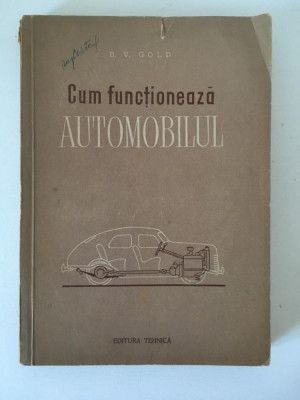 B. V. GOLD
Cum funcționează
AUTOMOBILUL
EDITURA TEHNICĂ